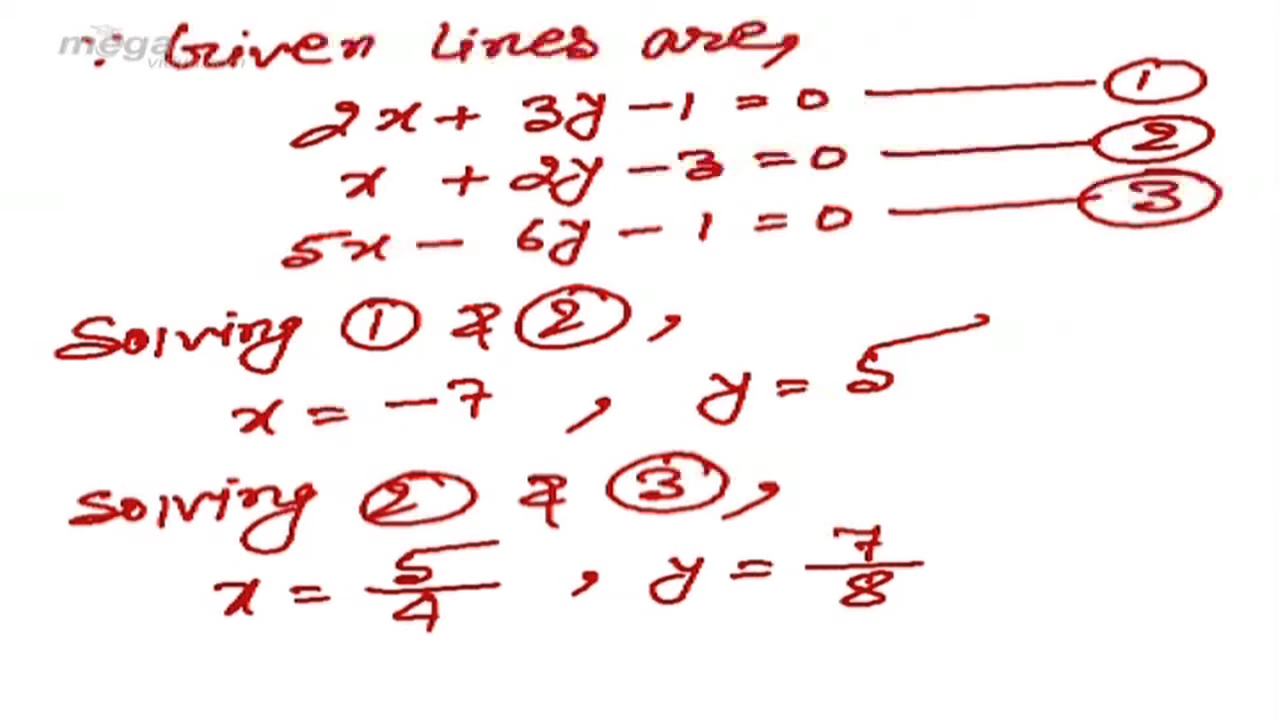 mega
∵ Given lines are,
2x + 3y - 1 = 0 ——— ①
x + 2y - 3 = 0 ——— ②
5x - 6y - 1 = 0 ——— ③
Solving ① & ②,
x = -7 , y = 5
Solving ② & ③,
x = 5/4 , y = 7/8